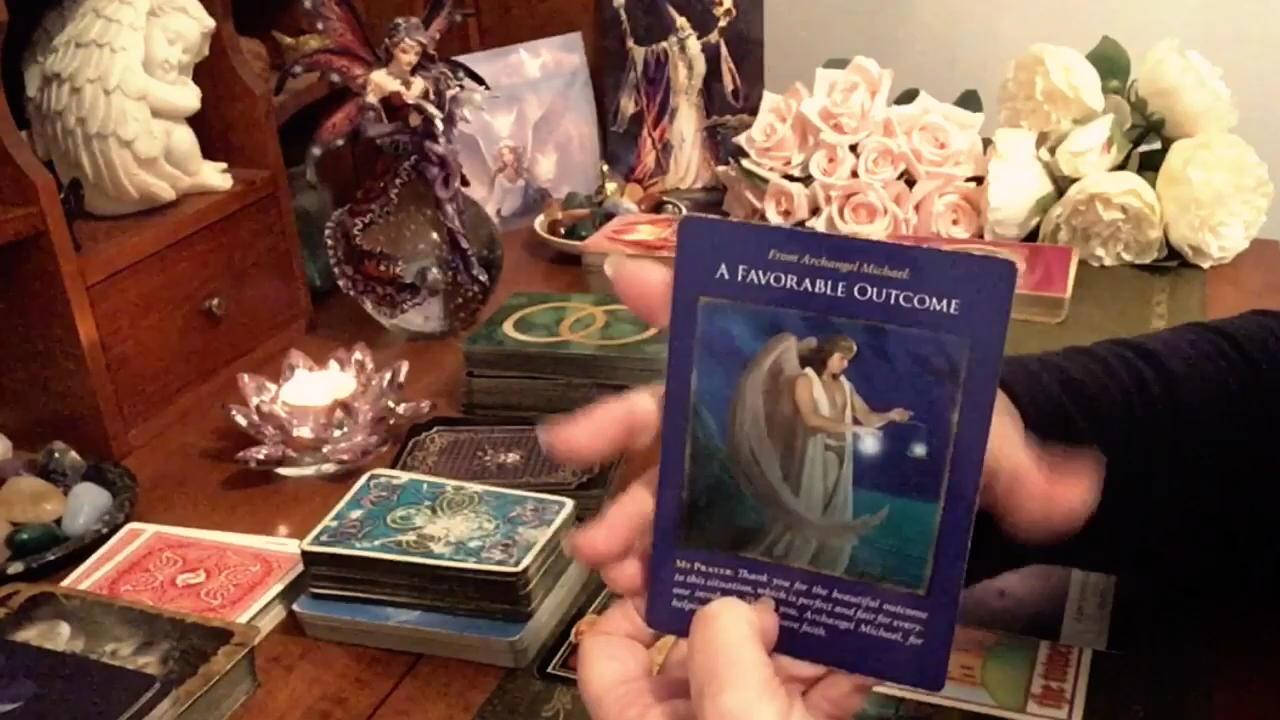 From Archangel Michael:
A FAVORABLE OUTCOME
MY PRAYER: Thank you for the beautiful outcome
to this situation, which is perfect and fair for every-
one you, Archangel Michael, for
have faith.